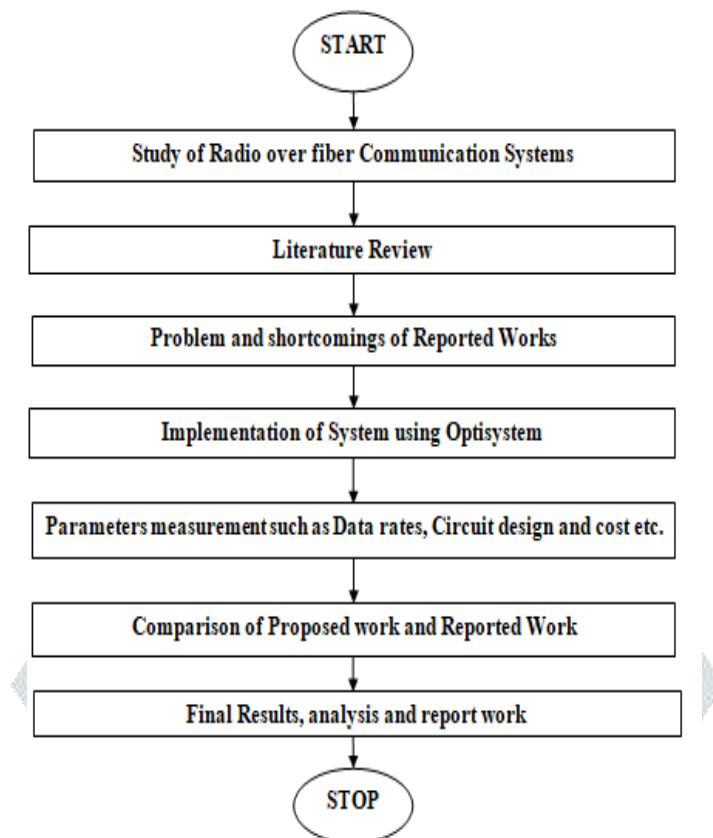 START
Study of Radio over fiber Communication Systems
Literature Review
Problem and shortcomings of Reported Works
Implementation of System using Optisystem
Parameters measurement such as Data rates, Circuit design and cost etc.
Comparison of Proposed work and Reported Work
Final Results, analysis and report work
STOP